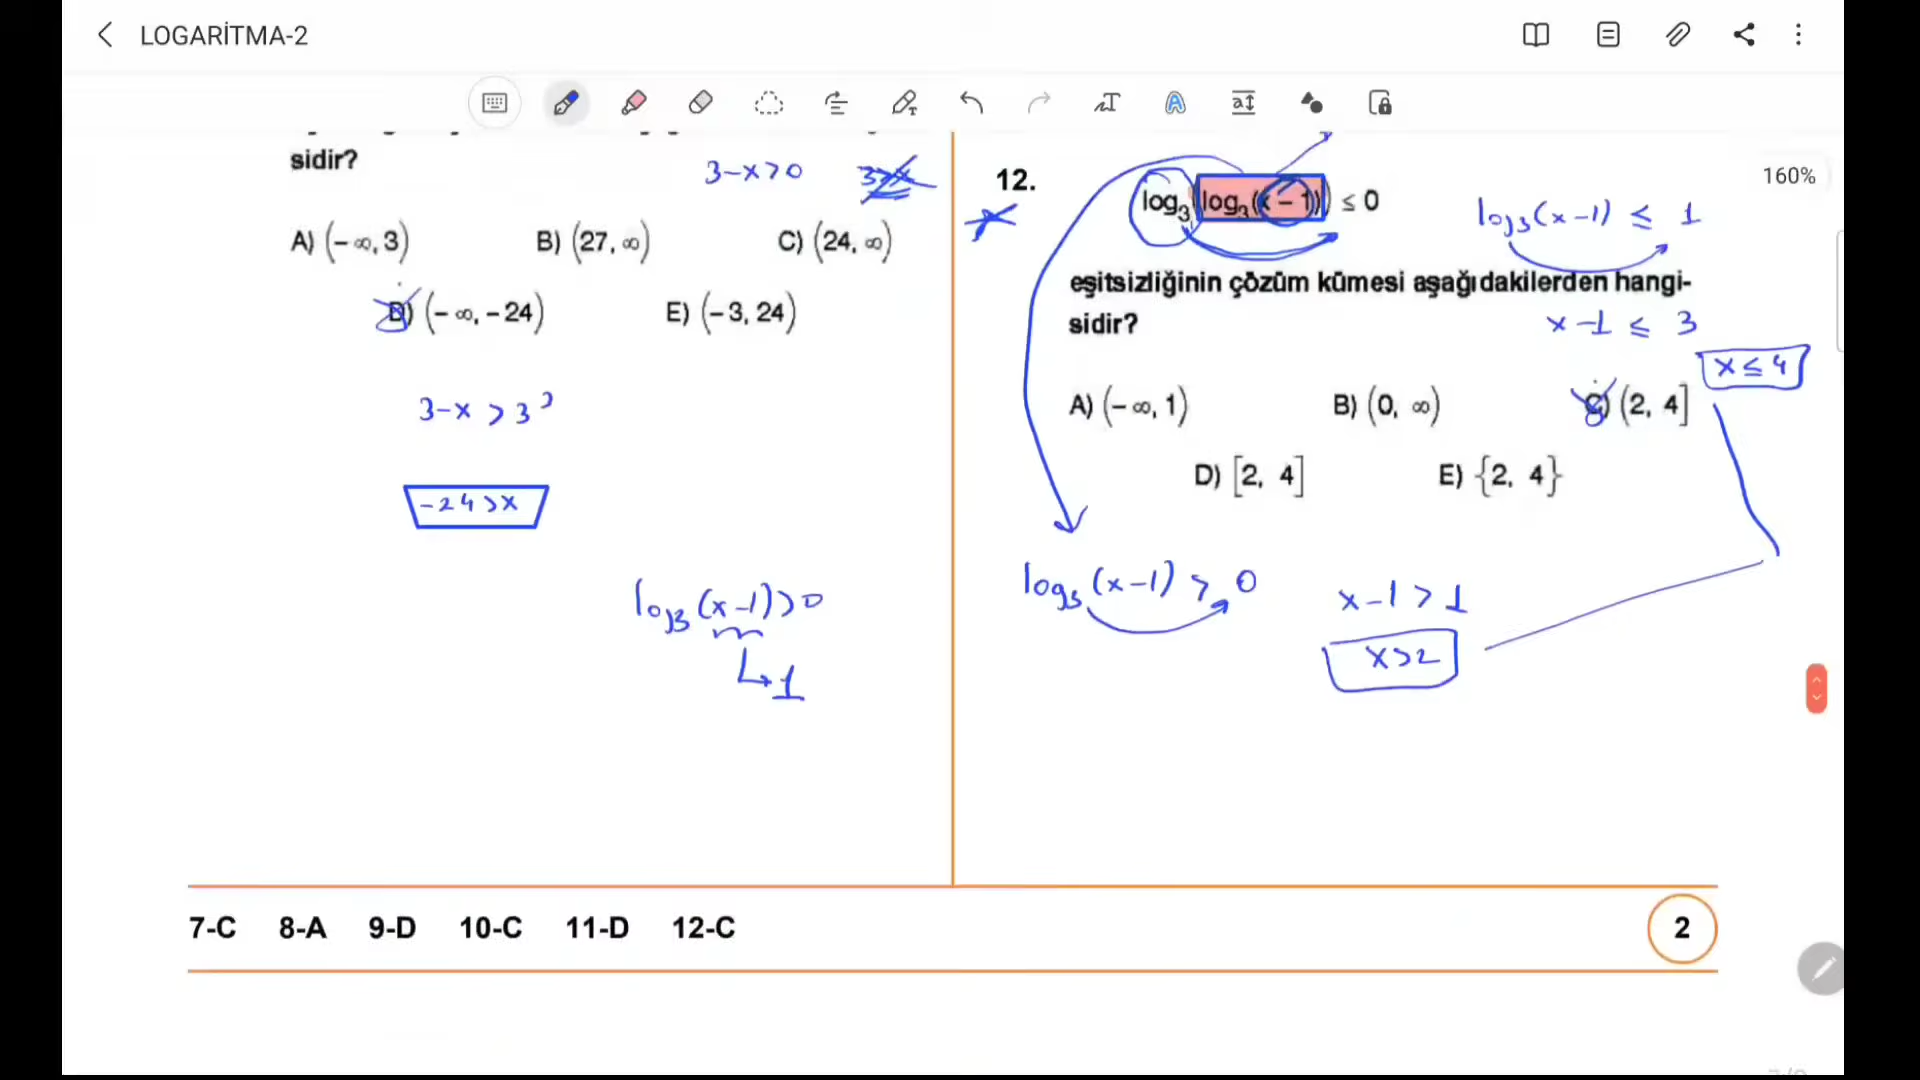 LOGARİTMA-2
160%
sidir?
3-x>0
3>x
A) (-∞, 3)
B) (27, ∞)
C) (24, ∞)
D) (-∞, -24)
E) (-3, 24)
3-x > 3³
-24>x
log₃(x-1)>0
↳1
12.
log₃(log₃(x - 1)) ≤ 0
log₃(x-1) ≤ 1
eşitsizliğinin çözüm kümesi aşağıdakilerden hangi-
sidir?
x-1 ≤ 3
x ≤ 4
A) (-∞, 1)
B) (0, ∞)
C) (2, 4]
D) [2, 4]
E) {2, 4}
log₃(x-1) > 0
x-1 > 1
x>2
7-C 8-A 9-D 10-C 11-D 12-C
2